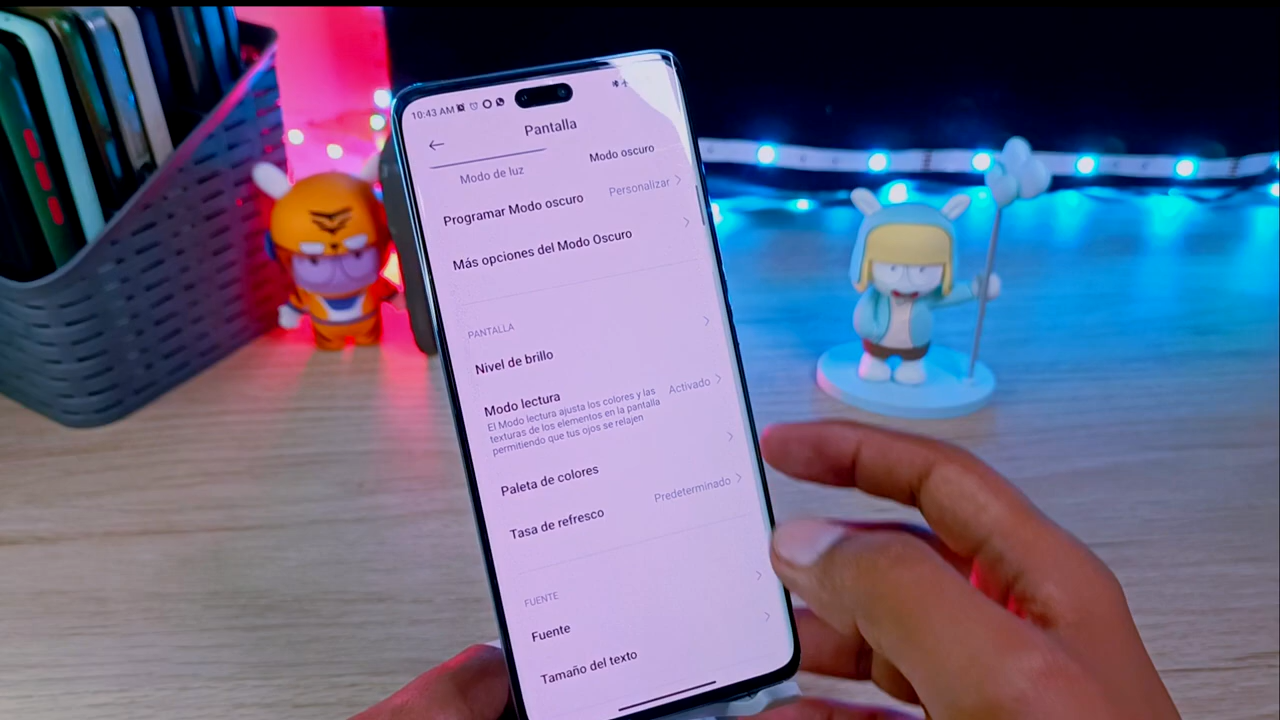 10:43 AM
Pantalla
Modo de luz
Modo oscuro
Programar Modo oscuro
Personalizar
Más opciones del Modo Oscuro
PANTALLA
Nivel de brillo
Modo lectura
Activado
El Modo lectura ajusta los colores y las
texturas de los elementos en la pantalla
permitiendo que tus ojos se relajen
Paleta de colores
Tasa de refresco
Predeterminado
FUENTE
Fuente
Tamaño del texto